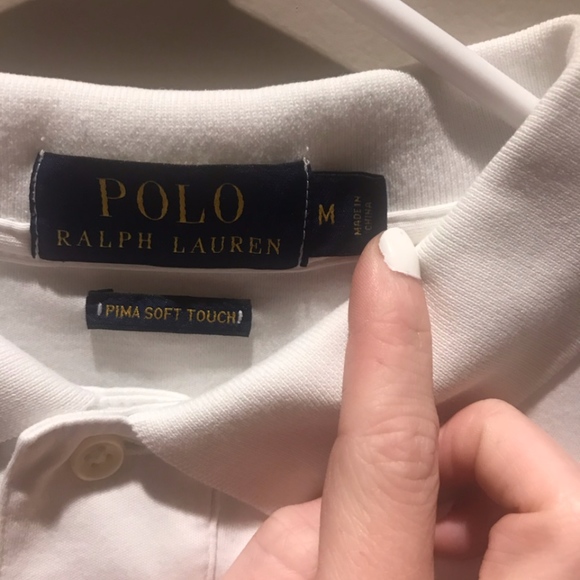 POLO
RALPH LAUREN
M
MADE IN
CHINA
PIMA SOFT TOUCH